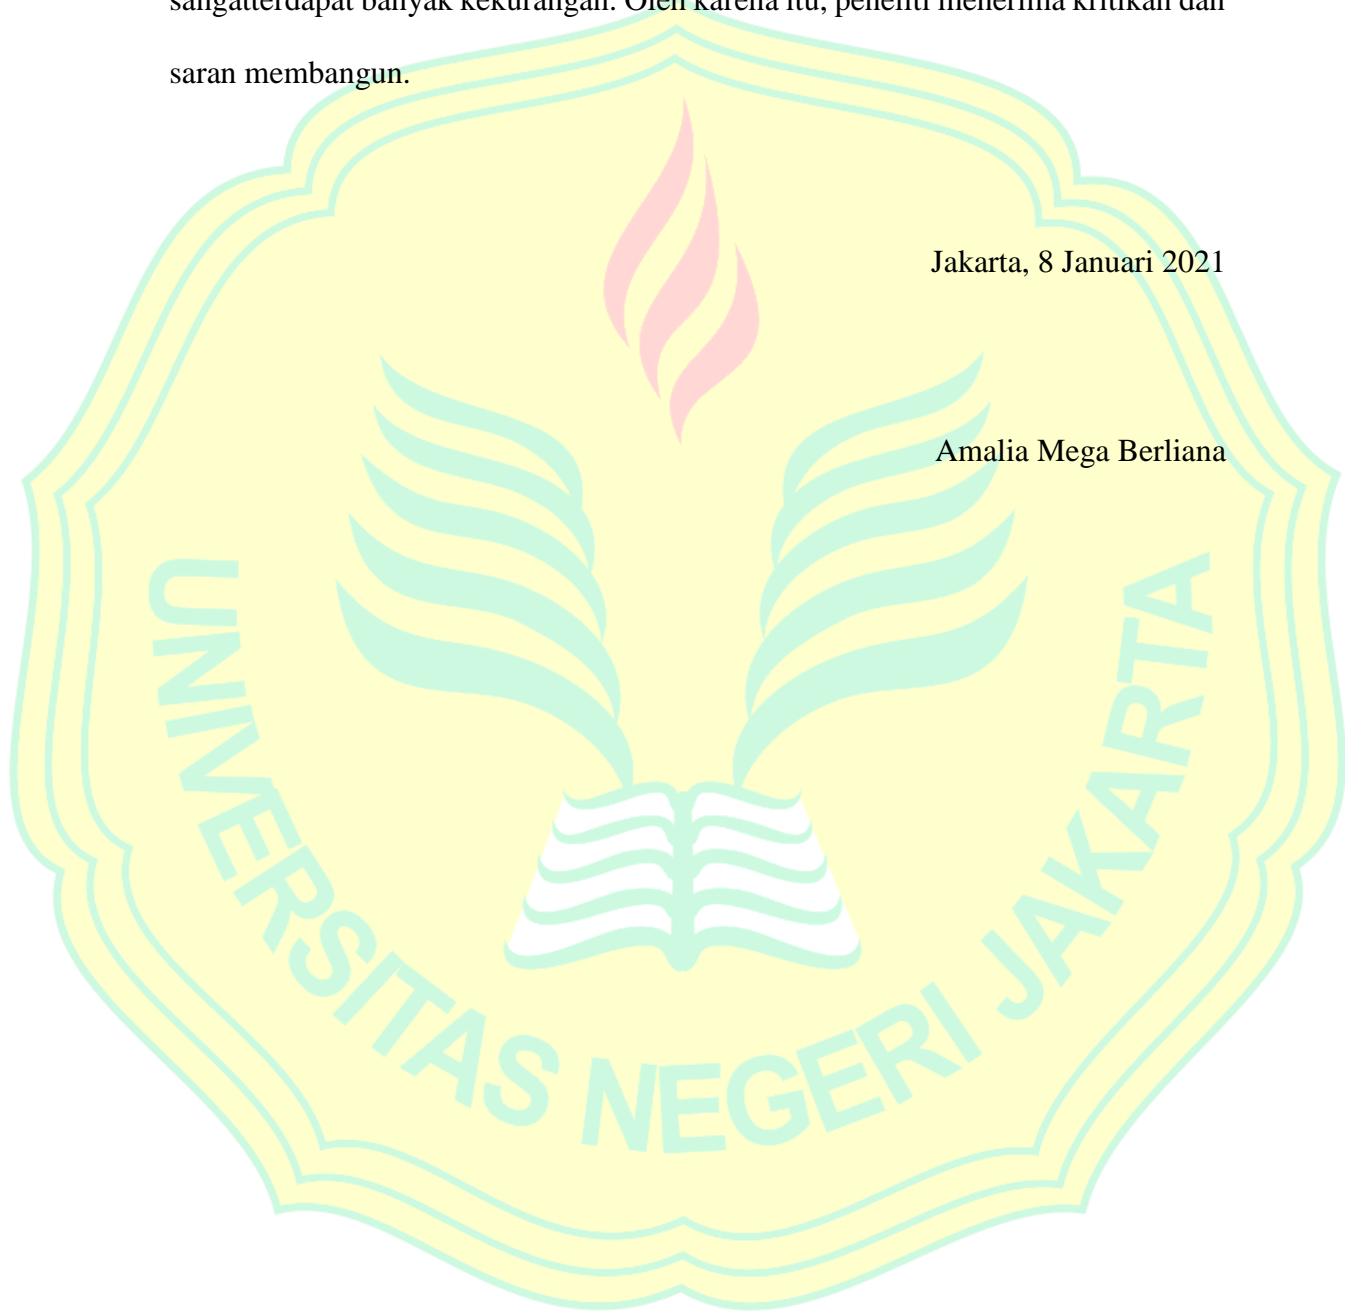 sangatterdapat banyak kekurangan. Oleh karena itu, peneliti menerima kritikan dan
saran membangun.
Jakarta, 8 Januari 2021
Amalia Mega Berliana
UNIVERSITAS NEGERI JAKARTA